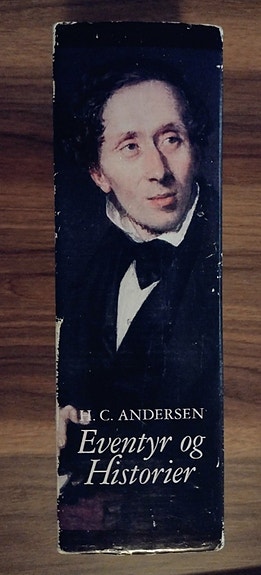 H. C. ANDERSEN
Eventyr og
Historier